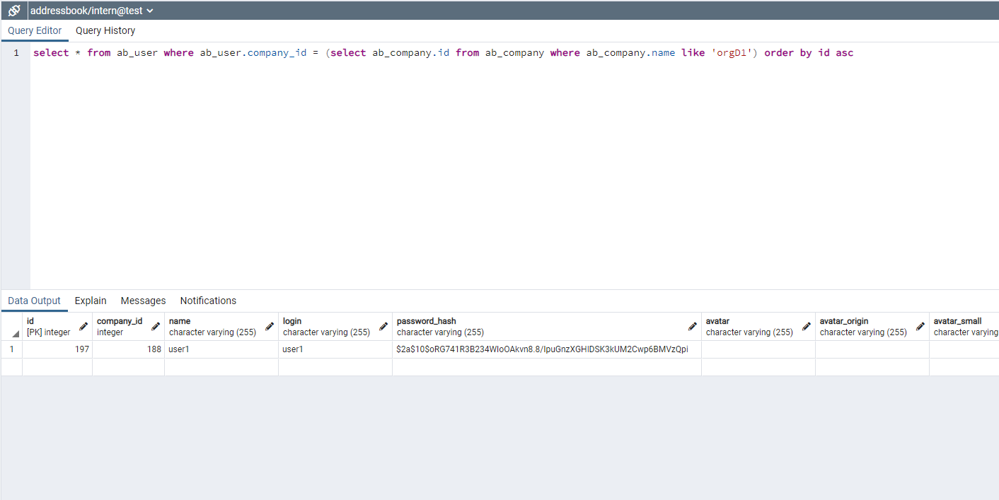 addressbook/intern@test
Query Editor Query History
1 select * from ab_user where ab_user.company_id = (select ab_company.id from ab_company where ab_company.name like 'orgD1') order by id asc
Data Output Explain Messages Notifications
id company_id name login password_hash avatar avatar_origin avatar_small
[PK] integer integer character varying (255) character varying (255) character varying (255) character varying (255) character varying (255) character varying
1 197 188 user1 user1 $2a$10$oRG741R3B234WIoOAkvn8.8/IpuGnzXGHIDSK3kUM2Cwp6BMVzQpi